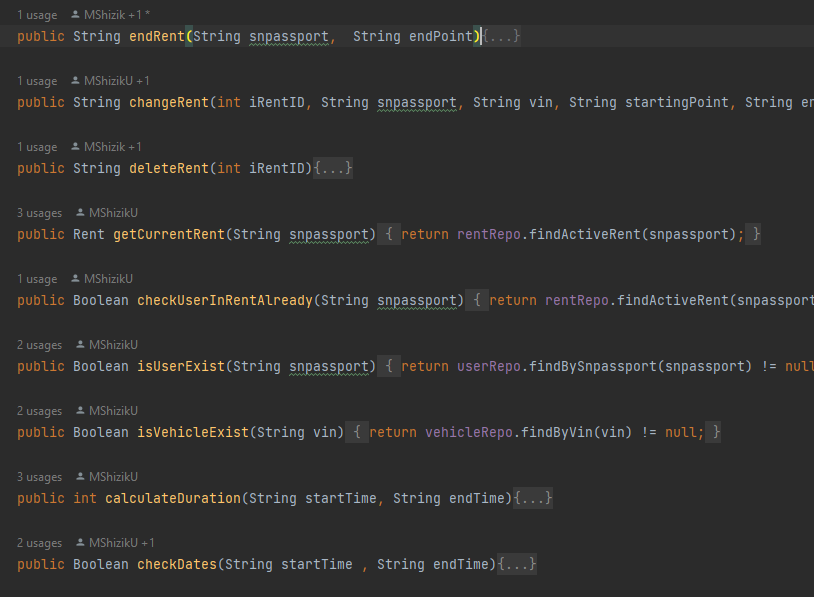 1 usage MShizik +1 *
public String endRent(String snpassport, String endPoint){...}
1 usage MShizikU +1
public String changeRent(int iRentID, String snpassport, String vin, String startingPoint, String en
1 usage MShizik +1
public String deleteRent(int iRentID){...}
3 usages MShizikU
public Rent getCurrentRent(String snpassport) { return rentRepo.findActiveRent(snpassport); }
1 usage MShizikU
public Boolean checkUserInRentAlready(String snpassport) { return rentRepo.findActiveRent(snpassport
2 usages MShizikU
public Boolean isUserExist(String snpassport) { return userRepo.findBySnpassport(snpassport) != null
2 usages MShizikU
public Boolean isVehicleExist(String vin) { return vehicleRepo.findByVin(vin) != null; }
3 usages MShizikU
public int calculateDuration(String startTime, String endTime){...}
2 usages MShizikU +1
public Boolean checkDates(String startTime , String endTime){...}